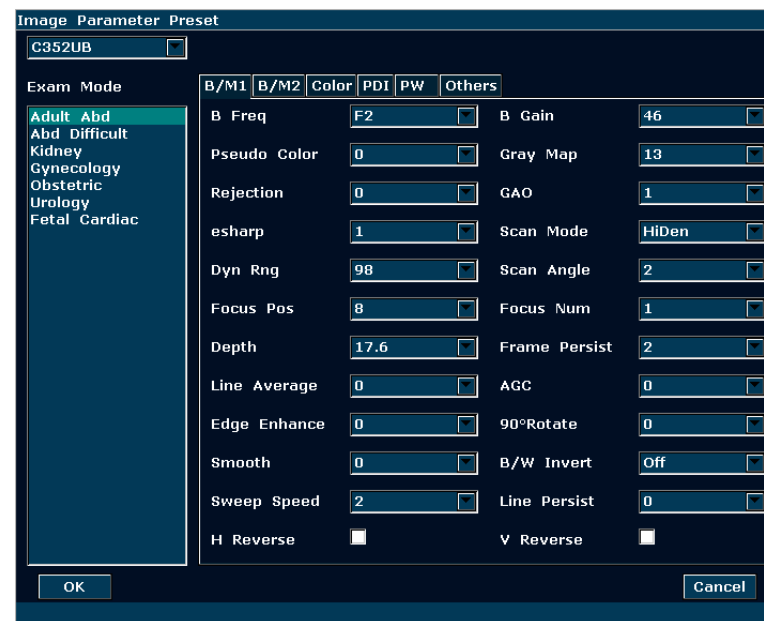 Image Parameter Preset
C352UB
Exam Mode
B/M1 B/M2 Color PDI PW Others
Adult Abd
Abd Difficult
Kidney
Gynecology
Obstetric
Urology
Fetal Cardiac
B Freq F2 B Gain 46
Pseudo Color 0 Gray Map 13
Rejection 0 GAO 1
esharp 1 Scan Mode HiDen
Dyn Rng 98 Scan Angle 2
Focus Pos 8 Focus Num 1
Depth 17.6 Frame Persist 2
Line Average 0 AGC 0
Edge Enhance 0 90°Rotate 0
Smooth 0 B/W Invert Off
Sweep Speed 2 Line Persist 0
H Reverse V Reverse
OK Cancel